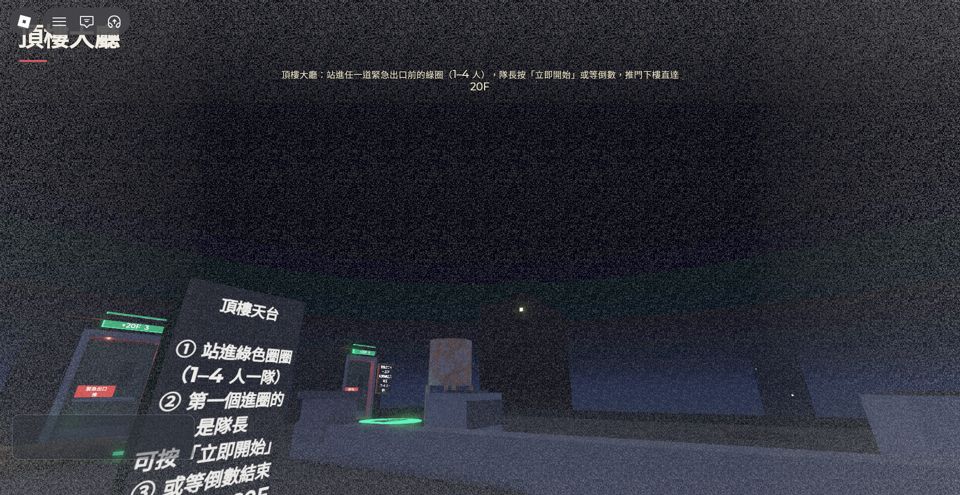 頂樓大廳
頂樓大廳：站進任一道緊急出口前的綠圈（1–4 人），隊長按「立即開始」或等倒數，推門下樓直達
20F
頂樓天台
① 站進綠色圈圈
（1–4 人一隊）
② 第一個進圈的
是隊長
可按「立即開始」
③ 或等倒數結束
20F
緊急出口
推